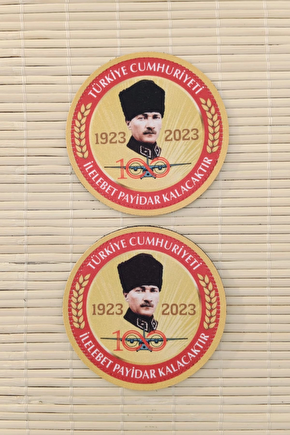 TÜRKİYE CUMHURİYETİ
1923 2023
100
İLELEBET PAYİDAR KALACAKTIR
TÜRKİYE CUMHURİYETİ
1923 2023
100
İLELEBET PAYİDAR KALACAKTIR